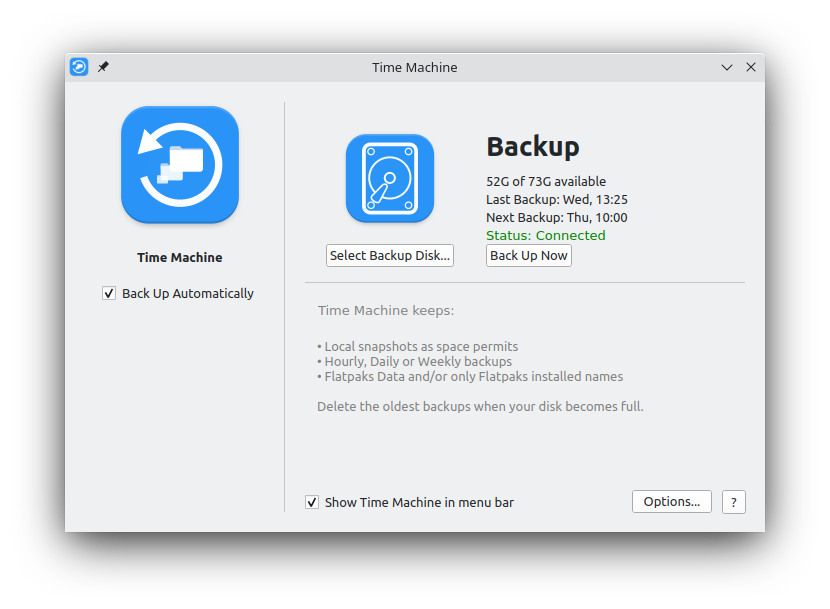 Time Machine
Time Machine
Back Up Automatically
Select Backup Disk...
Backup
52G of 73G available
Last Backup: Wed, 13:25
Next Backup: Thu, 10:00
Status: Connected
Back Up Now
Time Machine keeps:
• Local snapshots as space permits
• Hourly, Daily or Weekly backups
• Flatpaks Data and/or only Flatpaks installed names
Delete the oldest backups when your disk becomes full.
Show Time Machine in menu bar
Options...
?